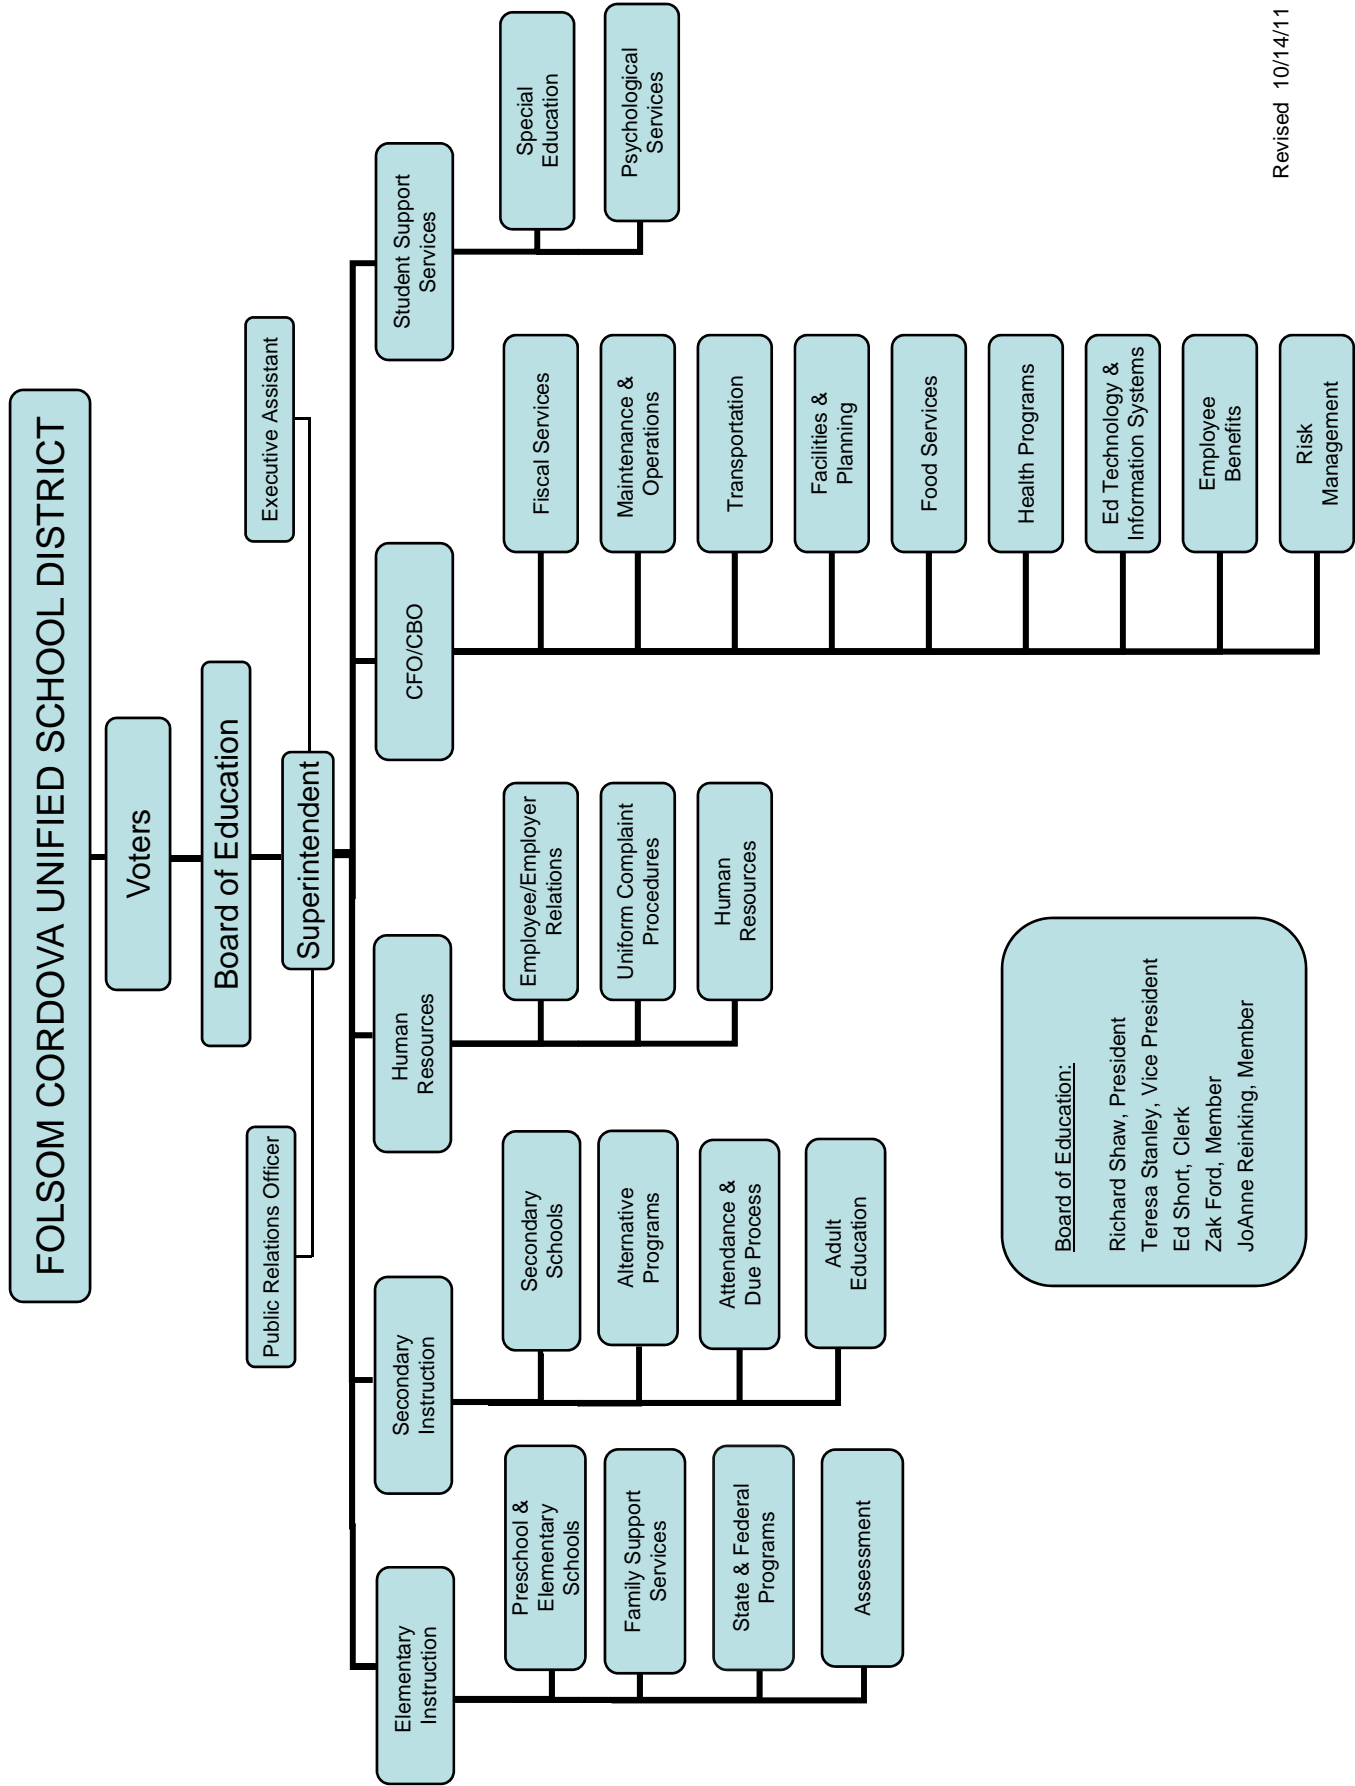 FOLSOM CORDOVA UNIFIED SCHOOL DISTRICT
Voters
Board of Education
Public Relations Officer
Executive Assistant
Superintendent
Elementary
Instruction
Secondary
Instruction
Human
Resources
CFO/CBO
Student Support
Services
Preschool &
Elementary
Schools
Family Support
Services
State & Federal
Programs
Assessment
Secondary
Schools
Alternative
Programs
Attendance &
Due Process
Adult
Education
Employee/Employer
Relations
Uniform Complaint
Procedures
Human
Resources
Fiscal Services
Maintenance &
Operations
Transportation
Facilities &
Planning
Food Services
Health Programs
Ed Technology &
Information Systems
Employee
Benefits
Risk
Management
Special
Education
Psychological
Services
Board of Education:
Richard Shaw, President
Teresa Stanley, Vice President
Ed Short, Clerk
Zak Ford, Member
JoAnne Reinking, Member
Revised 10/14/11